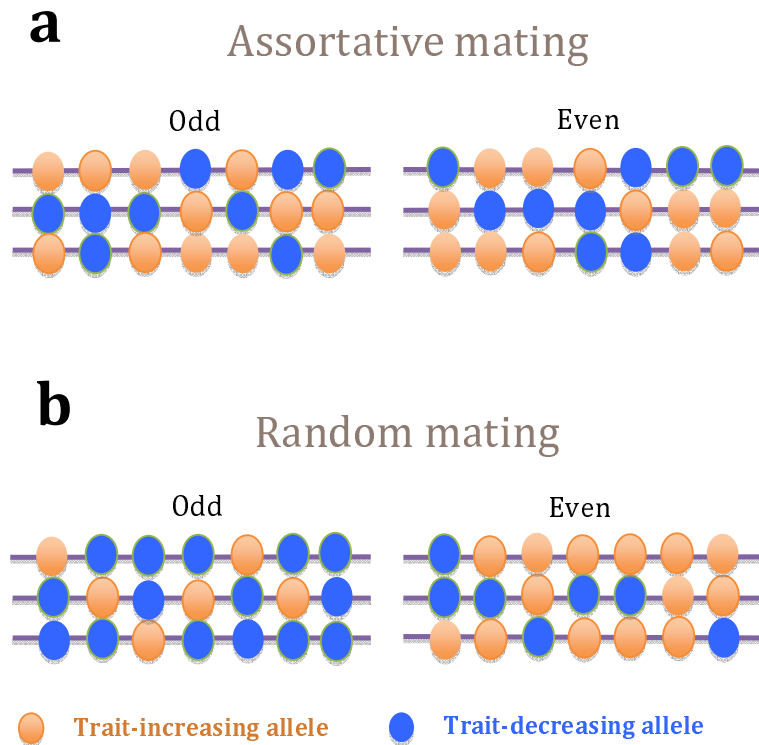 a
Assortative mating
Odd
Even
b
Random mating
Odd
Even
Trait-increasing allele
Trait-decreasing allele